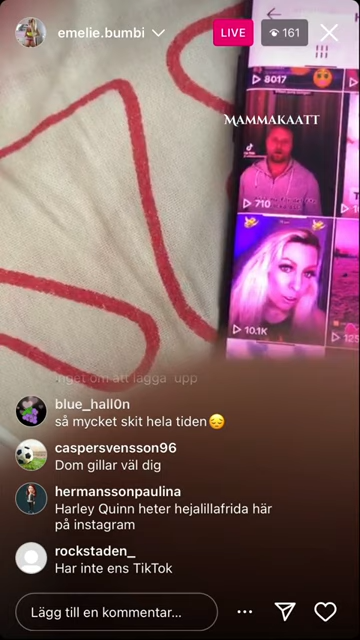 emelie.bumbi
LIVE
161
8017
MAMMAKAATT
710
10.1K
125
nget om att lägga upp
blue_hall0n
så mycket skit hela tiden😔
caspersvensson96
Dom gillar väl dig
hermanssonpaulina
Harley Quinn heter hejalillafrida här
på instagram
rockstaden_
Har inte ens TikTok
Lägg till en kommentar...